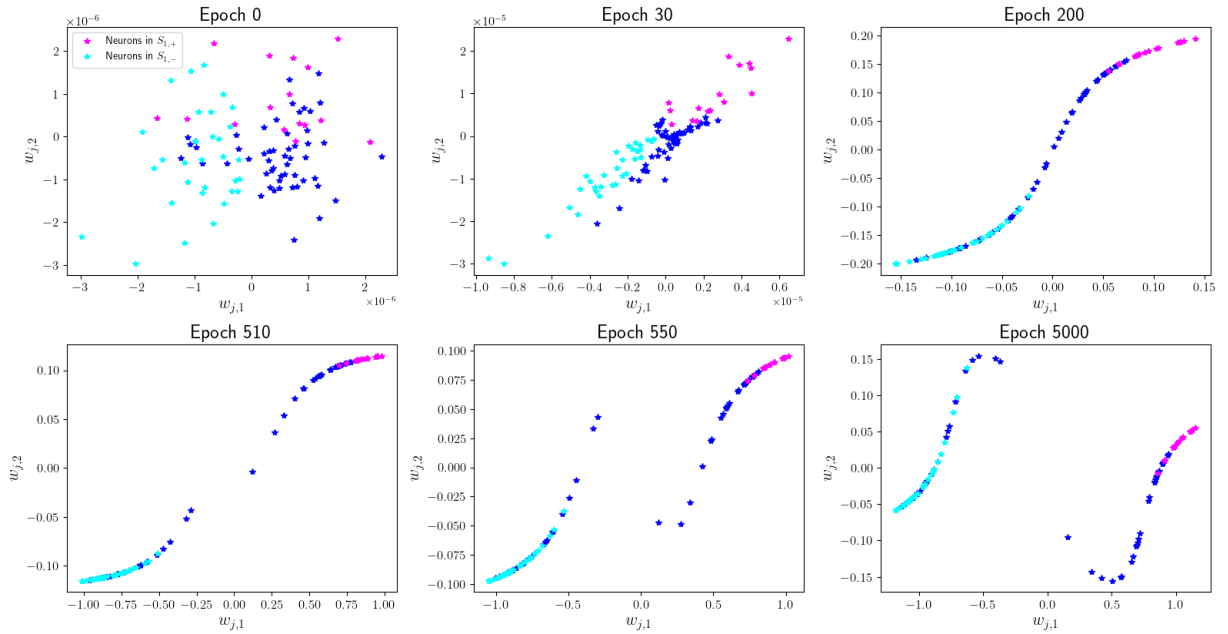 Epoch 0
×10⁻⁶
Neurons in S₁,₊
Neurons in S₁,₋
2
1
0
−1
−2
−3
w_{j,2}
−3 −2 −1 0 1 2
×10⁻⁶
w_{j,1}
Epoch 30
×10⁻⁵
2
1
0
−1
−2
−3
w_{j,2}
−1.0 −0.8 −0.6 −0.4 −0.2 0.0 0.2 0.4 0.6
×10⁻⁵
w_{j,1}
Epoch 200
0.20
0.15
0.10
0.05
0.00
−0.05
−0.10
−0.15
−0.20
w_{j,2}
−0.15 −0.10 −0.05 0.00 0.05 0.10 0.15
w_{j,1}
Epoch 510
0.10
0.05
0.00
−0.05
−0.10
w_{j,2}
−1.00 −0.75 −0.50 −0.25 0.00 0.25 0.50 0.75 1.00
w_{j,1}
Epoch 550
0.100
0.075
0.050
0.025
0.000
−0.025
−0.050
−0.075
−0.100
w_{j,2}
−1.0 −0.5 0.0 0.5 1.0
w_{j,1}
Epoch 5000
0.15
0.10
0.05
0.00
−0.05
−0.10
−0.15
w_{j,2}
−1.0 −0.5 0.0 0.5 1.0
w_{j,1}